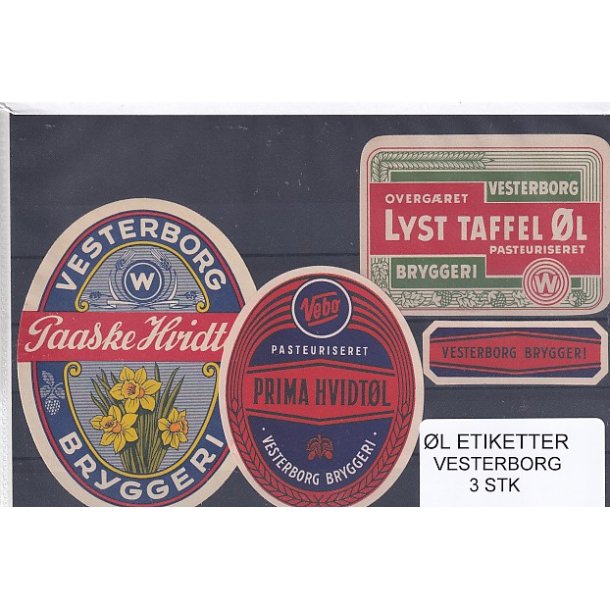 VESTERBORG
W
Paaske Hvidt
BRYGGERI
Vebo
PASTEURISERET
PRIMA HVIDTØL
· VESTERBORG BRYGGERI ·
VESTERBORG
OVERGÆRET
LYST TAFFEL ØL
PASTEURISERET
BRYGGERI
W
VESTERBORG BRYGGERI
ØL ETIKETTER
VESTERBORG
3 STK